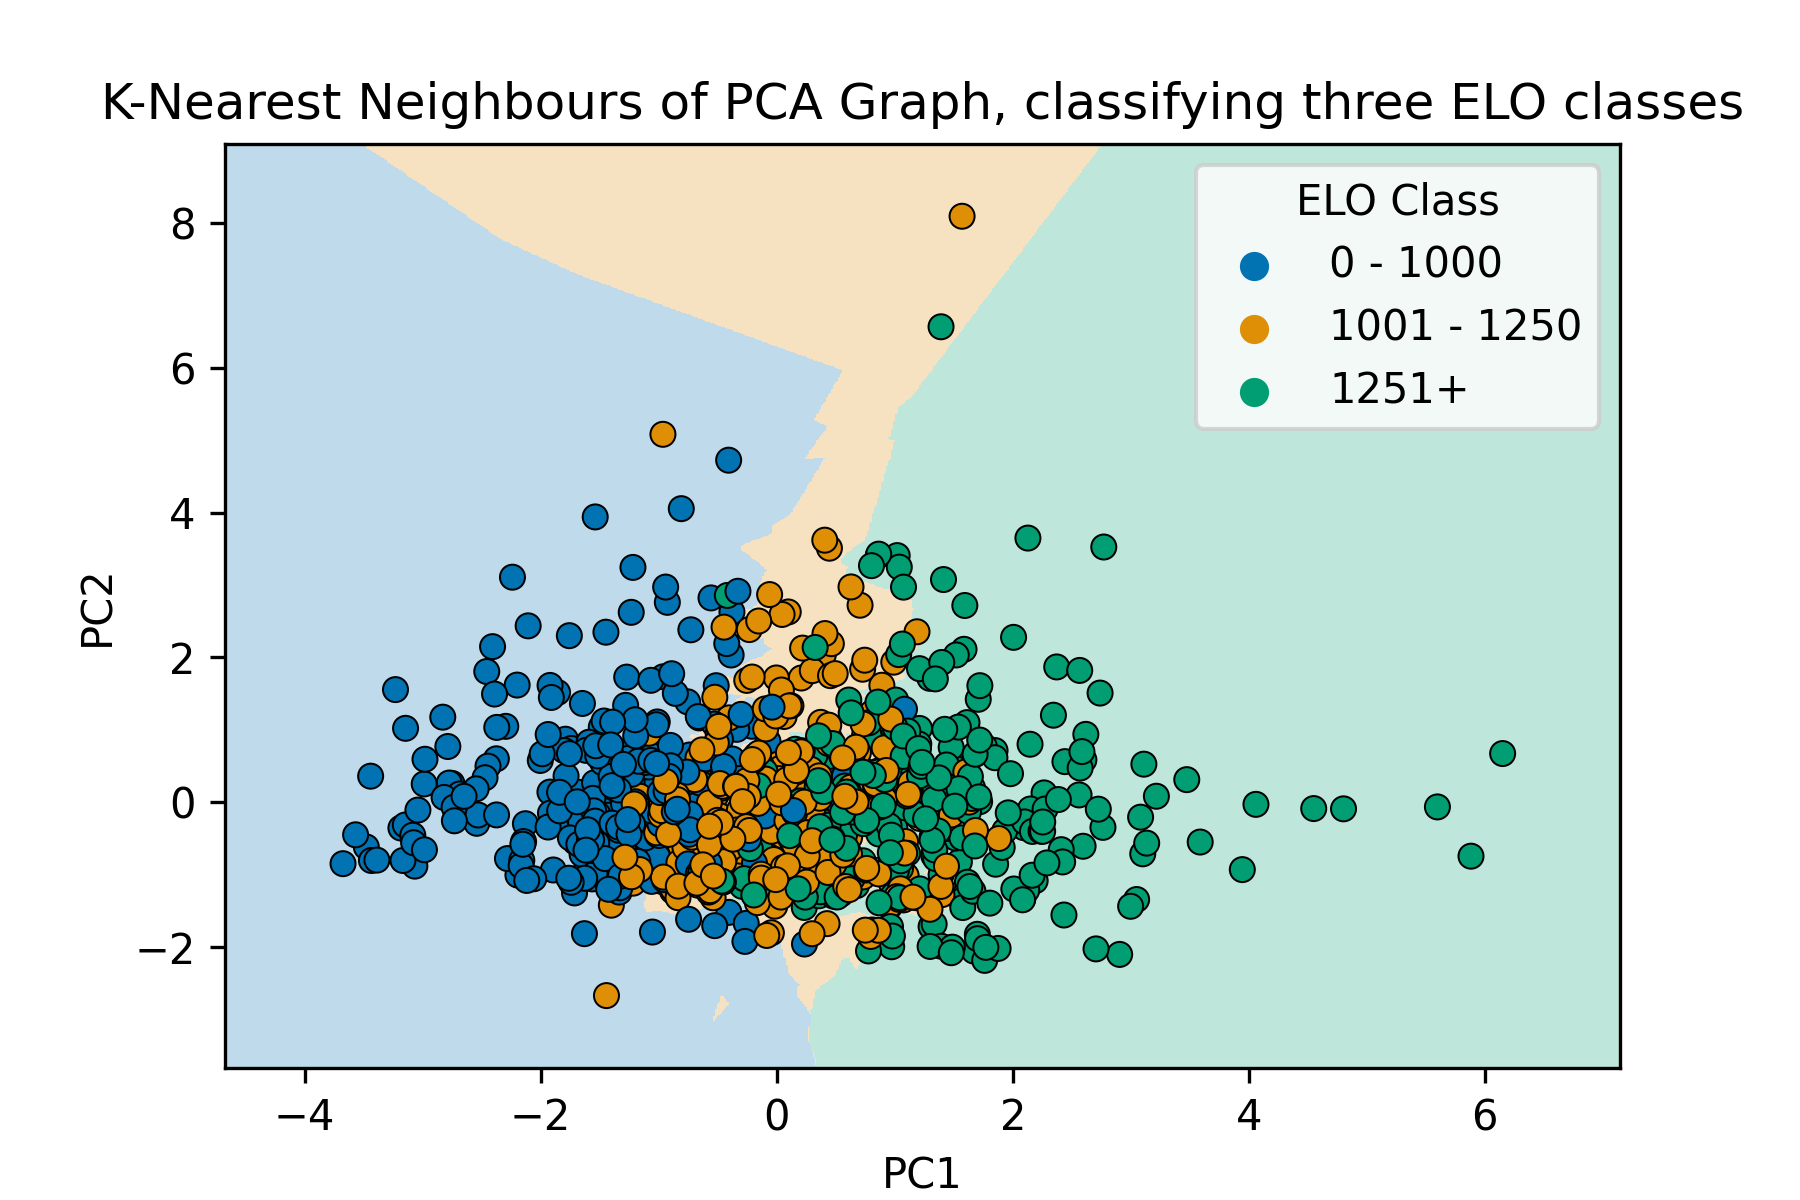 K-Nearest Neighbours of PCA Graph, classifying three ELO classes
ELO Class
0 - 1000
1001 - 1250
1251+
PC2
8
6
4
2
0
−2
−4
−2
0
2
4
6
PC1